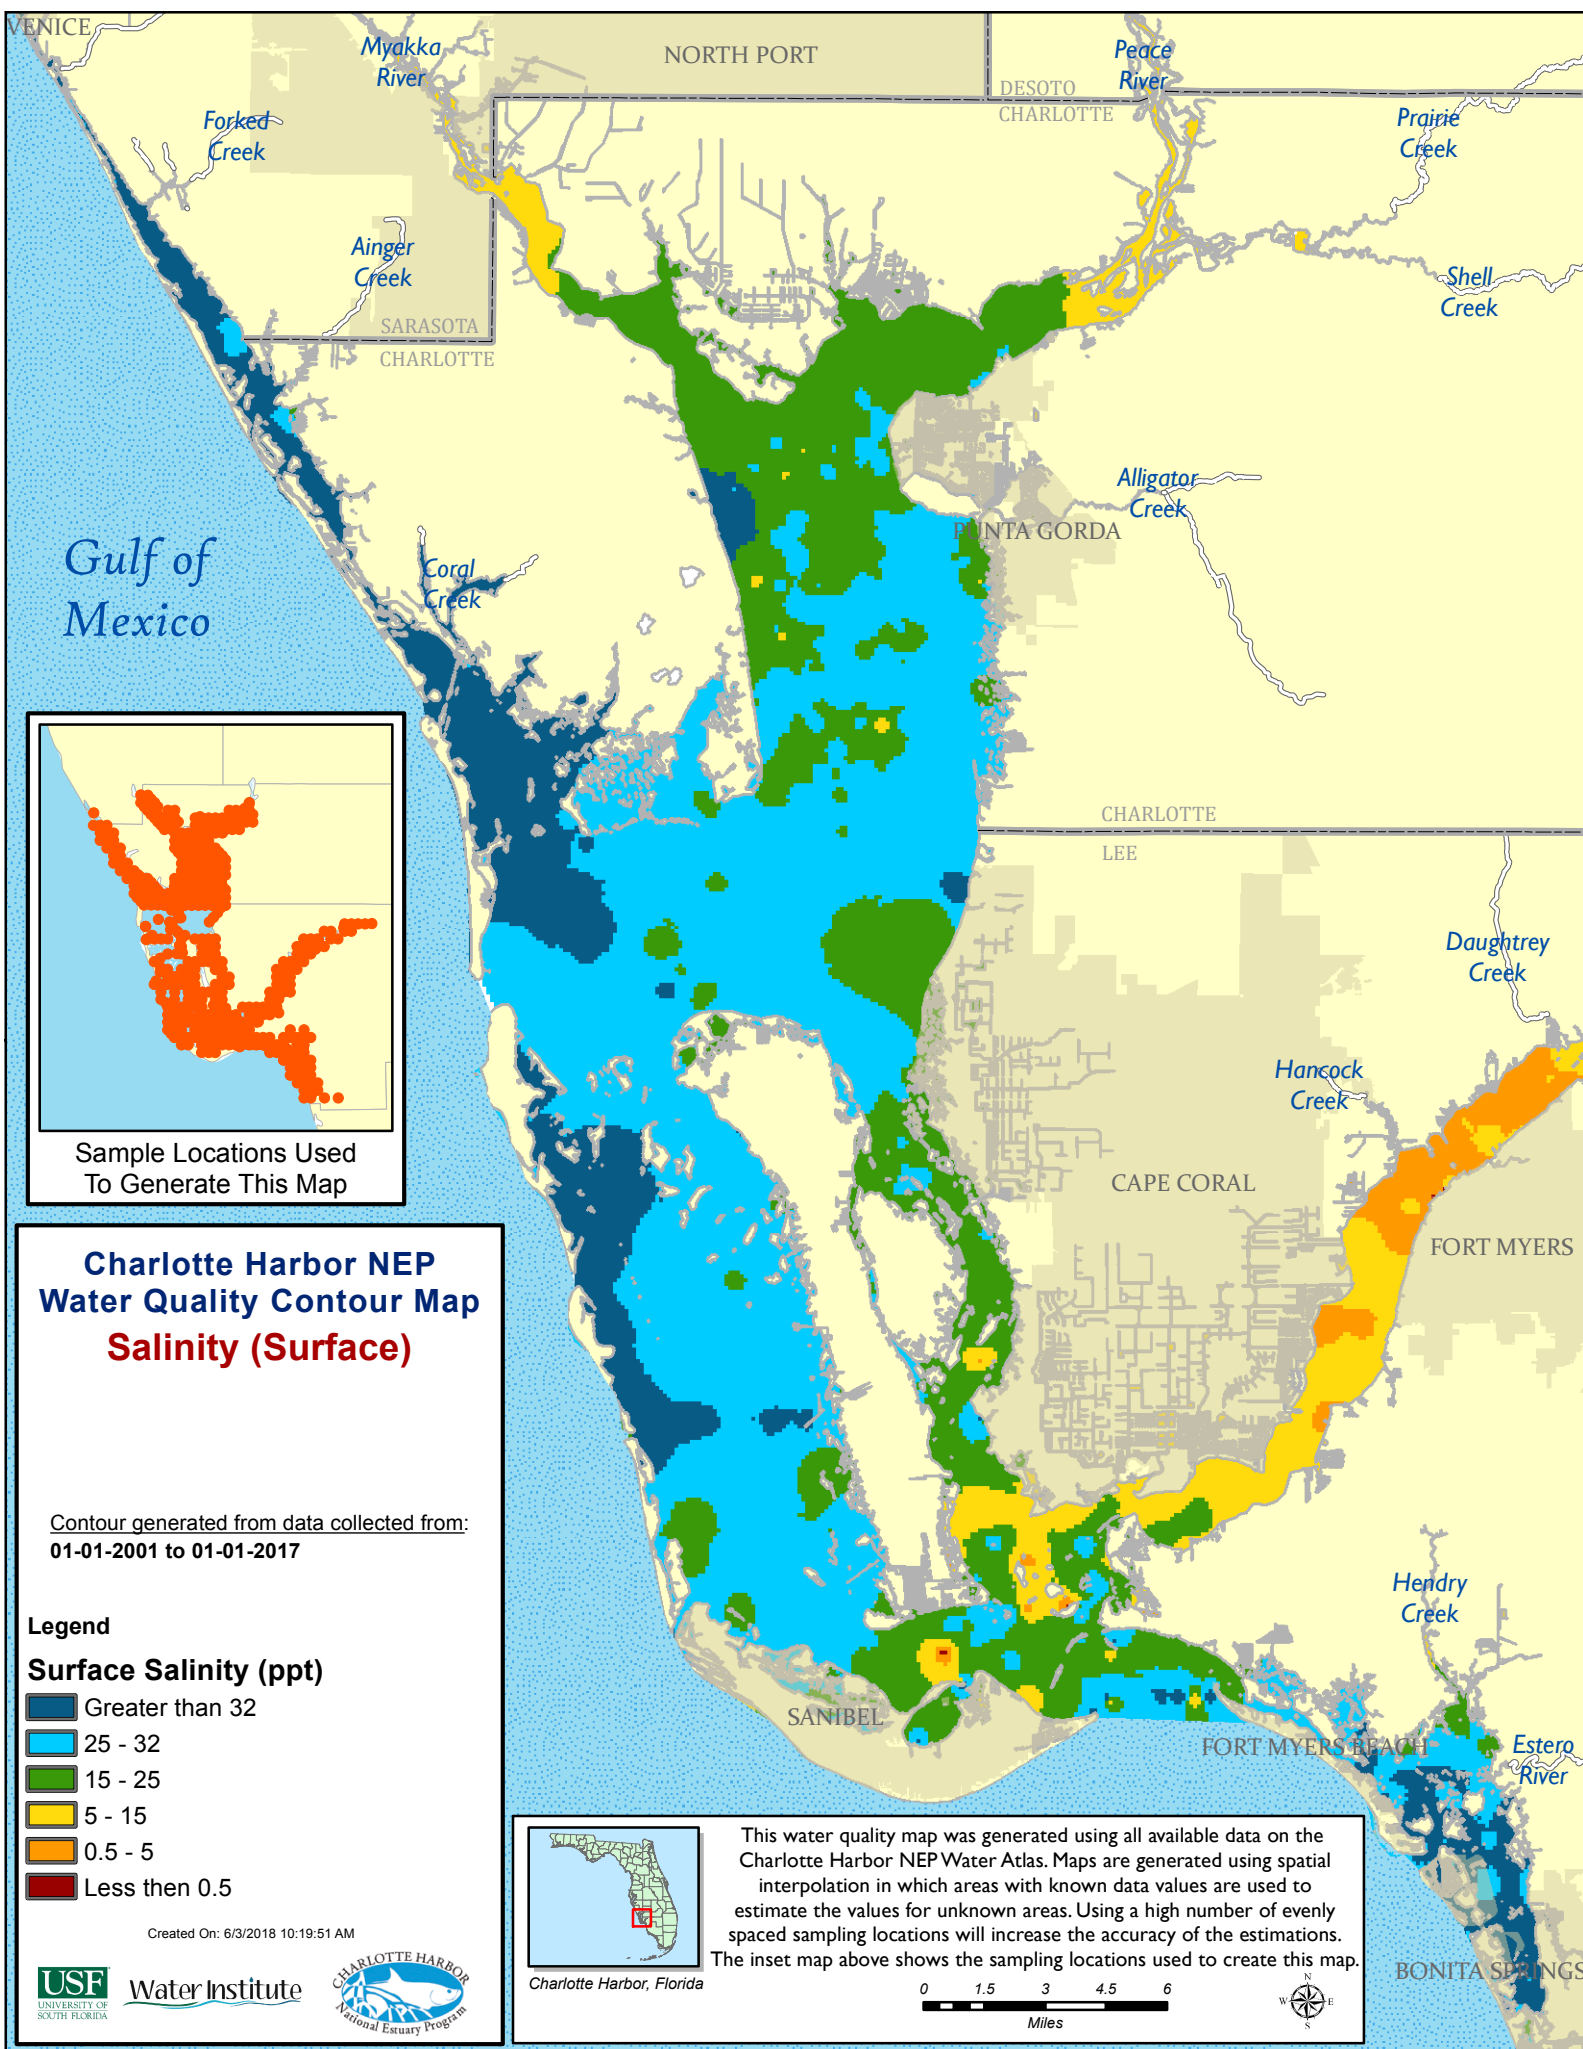 VENICE
Myakka
River
NORTH PORT
Peace
River
DESOTO
CHARLOTTE
Forked
Creek
Prairie
Creek
Ainger
Creek
Shell
Creek
SARASOTA
CHARLOTTE
Alligator
Creek
PUNTA GORDA
Gulf of
Mexico
Coral
Creek
CHARLOTTE
LEE
Daughtrey
Creek
Hancock
Creek
CAPE CORAL
FORT MYERS
Sample Locations Used
To Generate This Map
Charlotte Harbor NEP
Water Quality Contour Map
Salinity (Surface)
Contour generated from data collected from:
01-01-2001 to 01-01-2017
Legend
Surface Salinity (ppt)
Greater than 32
25 - 32
15 - 25
5 - 15
0.5 - 5
Less then 0.5
Created On: 6/3/2018 10:19:51 AM
USF
UNIVERSITY OF
SOUTH FLORIDA
Water Institute
CHARLOTTE HARBOR
National Estuary Program
Hendry
Creek
SANIBEL
FORT MYERS BEACH
Estero
River
BONITA SPRINGS
Charlotte Harbor, Florida
This water quality map was generated using all available data on the
Charlotte Harbor NEP Water Atlas. Maps are generated using spatial
interpolation in which areas with known data values are used to
estimate the values for unknown areas. Using a high number of evenly
spaced sampling locations will increase the accuracy of the estimations.
The inset map above shows the sampling locations used to create this map.
0 1.5 3 4.5 6
Miles
N
W E
S